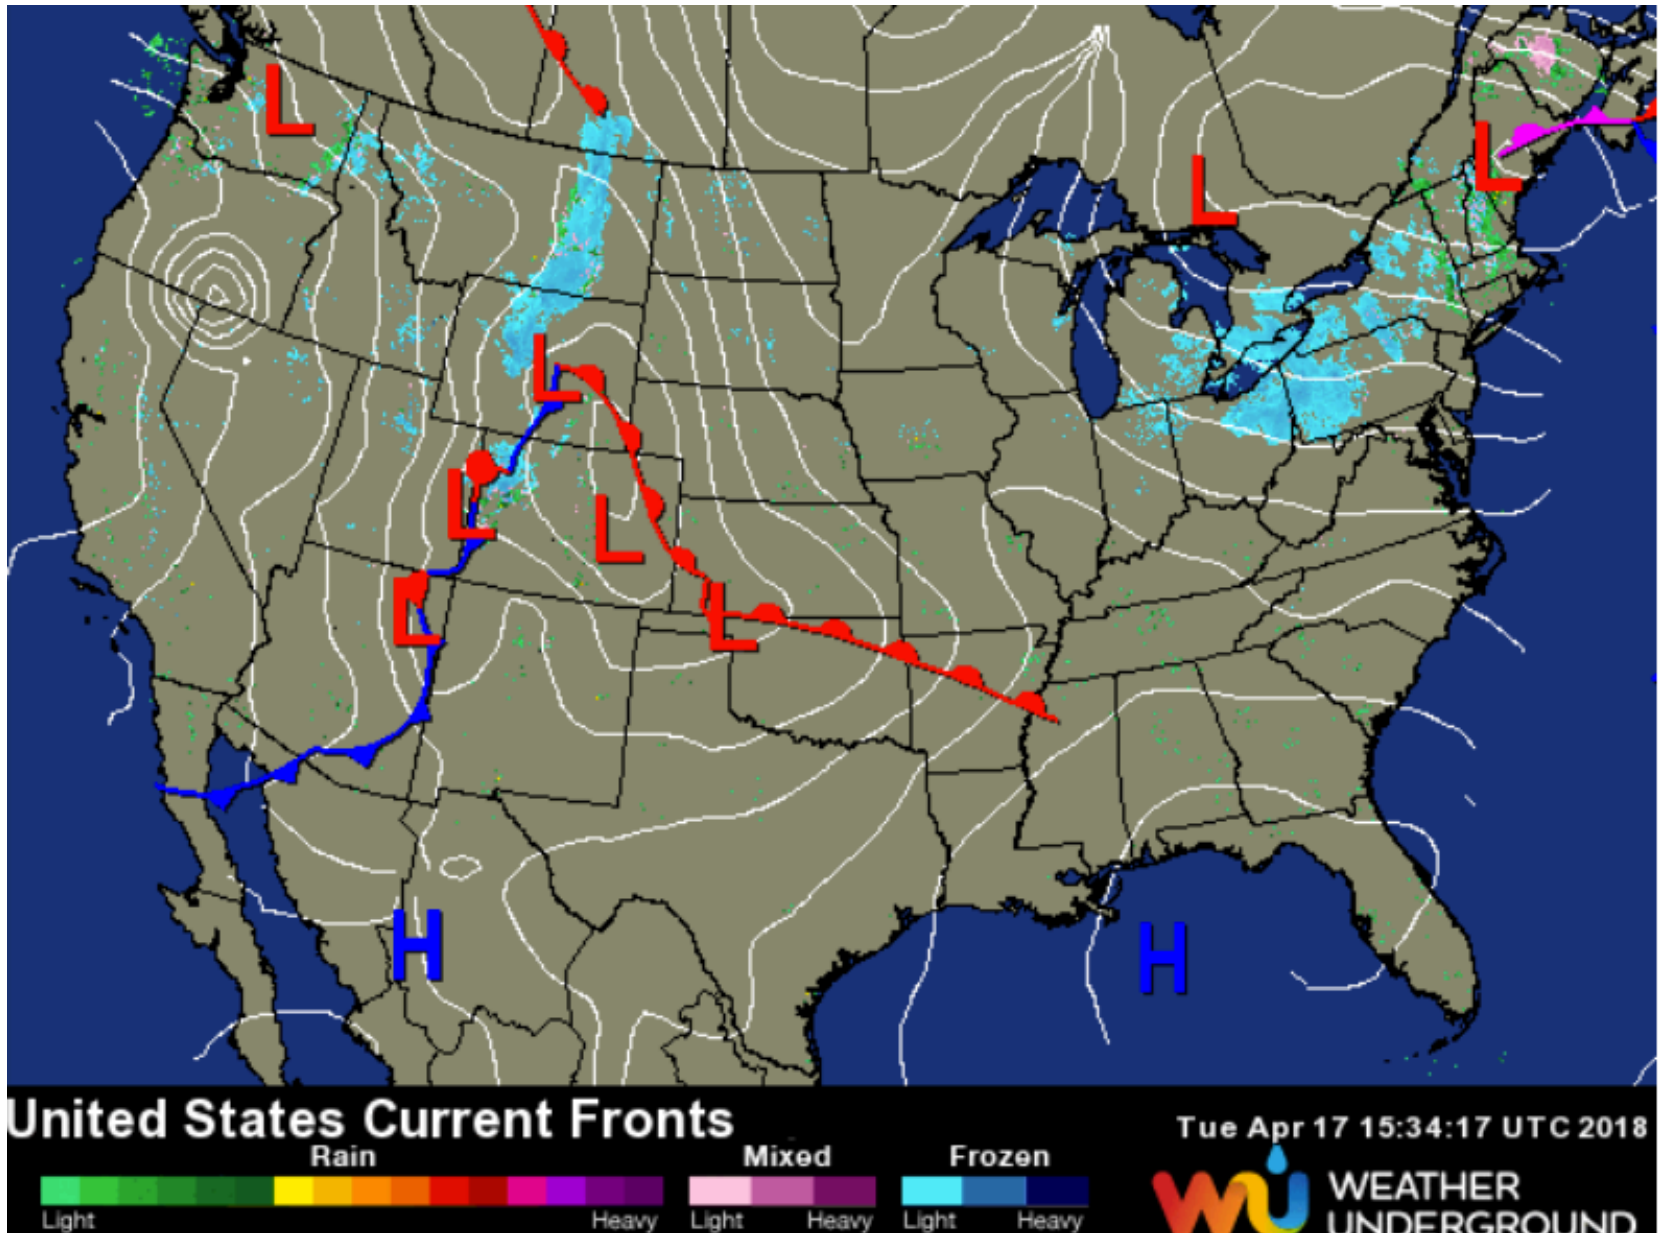 L
L
L
L
L
L
L
L
H
H
United States Current Fronts
Tue Apr 17 15:34:17 UTC 2018
Rain Mixed Frozen
Light Heavy Light Heavy Light Heavy
WU WEATHER
UNDERGROUND